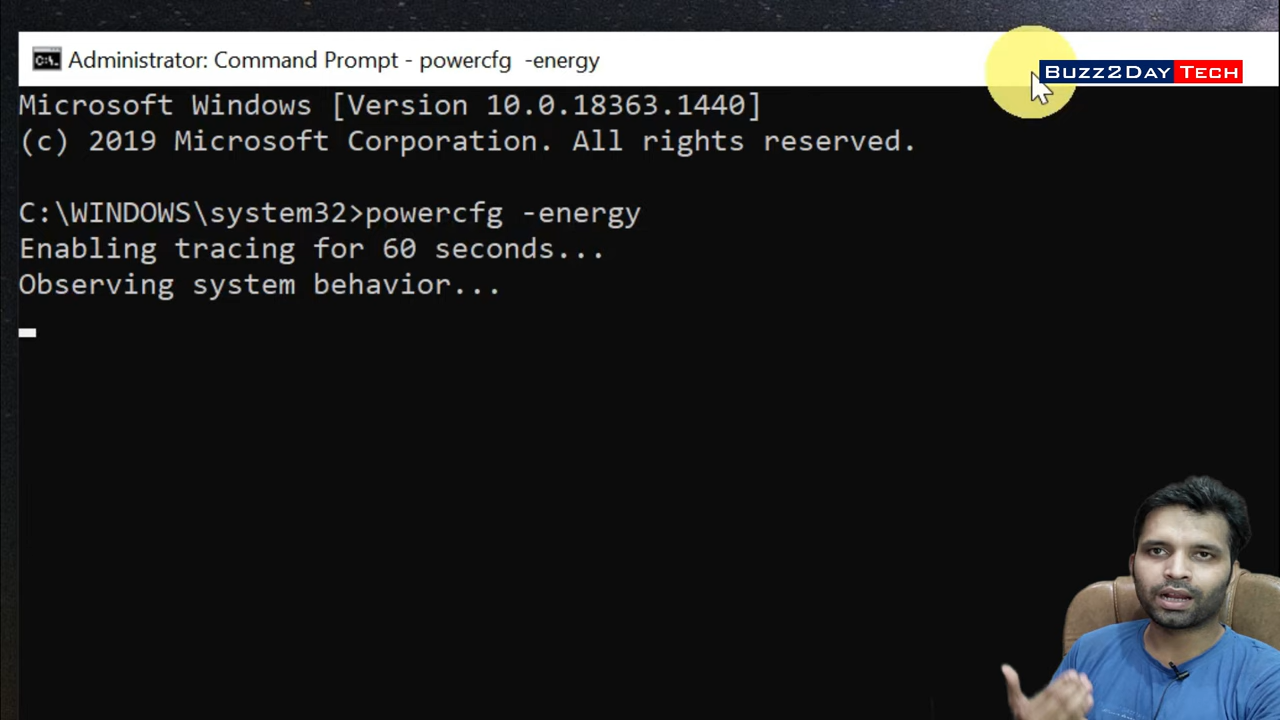 Administrator: Command Prompt - powercfg  -energy
Buzz2Day Tech
Microsoft Windows [Version 10.0.18363.1440]
(c) 2019 Microsoft Corporation. All rights reserved.
C:\WINDOWS\system32>powercfg -energy
Enabling tracing for 60 seconds...
Observing system behavior...